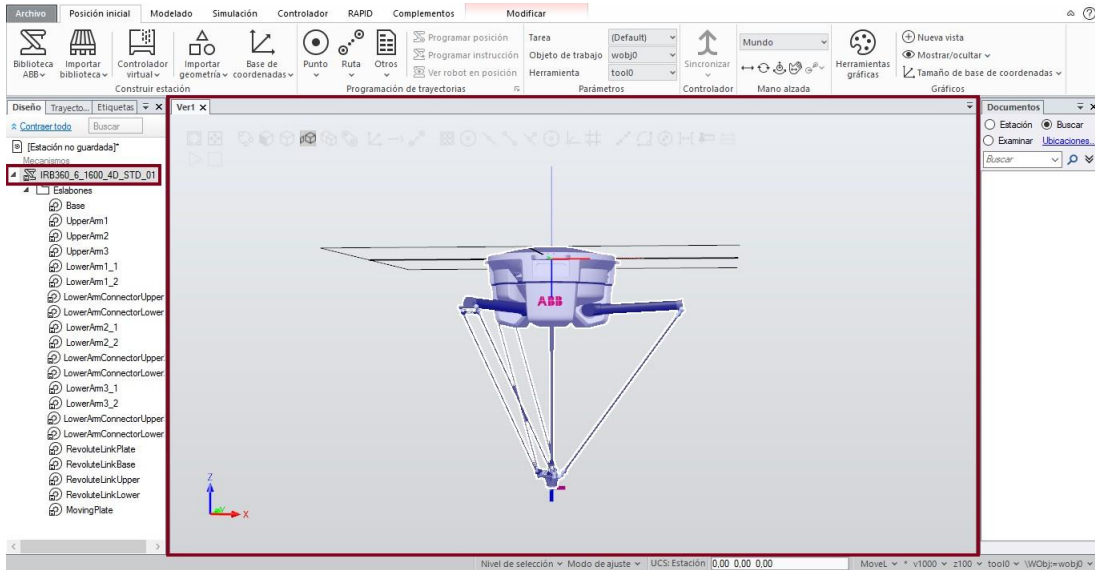 Archivo Posición inicial Modelado Simulación Controlador RAPID Complementos Modificar
Biblioteca ABB
Importar biblioteca
Controlador virtual
Importar geometría
Base de coordenadas
Construir estación
Punto
Ruta
Otros
Programar posición
Programar instrucción
Ver robot en posición
Programación de trayectorias
Tarea (Default)
Objeto de trabajo wobj0
Herramienta tool0
Parámetros
Sincronizar
Controlador
Mundo
Mano alzada
Herramientas gráficas
Nueva vista
Mostrar/ocultar
Tamaño de base de coordenadas
Gráficos
Diseño Trayecto... Etiquetas
Contraer todo Buscar
[Estación no guardada]*
Mecanismos
IRB360_6_1600_4D_STD_01
Eslabones
Base
UpperArm1
UpperArm2
UpperArm3
LowerArm1_1
LowerArm1_2
LowerArmConnectorUpper
LowerArmConnectorLower
LowerArm2_1
LowerArm2_2
LowerArmConnectorUpper
LowerArmConnectorLower
LowerArm3_1
LowerArm3_2
LowerArmConnectorUpper
LowerArmConnectorLower
RevoluteLinkPlate
RevoluteLinkBase
RevoluteLinkUpper
RevoluteLinkLower
MovingPlate
Ver1
ABB
Z
Y
X
Documentos
Estación Buscar
Examinar Ubicaciones...
Buscar
Nivel de selección Modo de ajuste UCS: Estación 0,00 0,00 0,00 MoveL * v1000 z100 tool0 \WObj:=wobj0